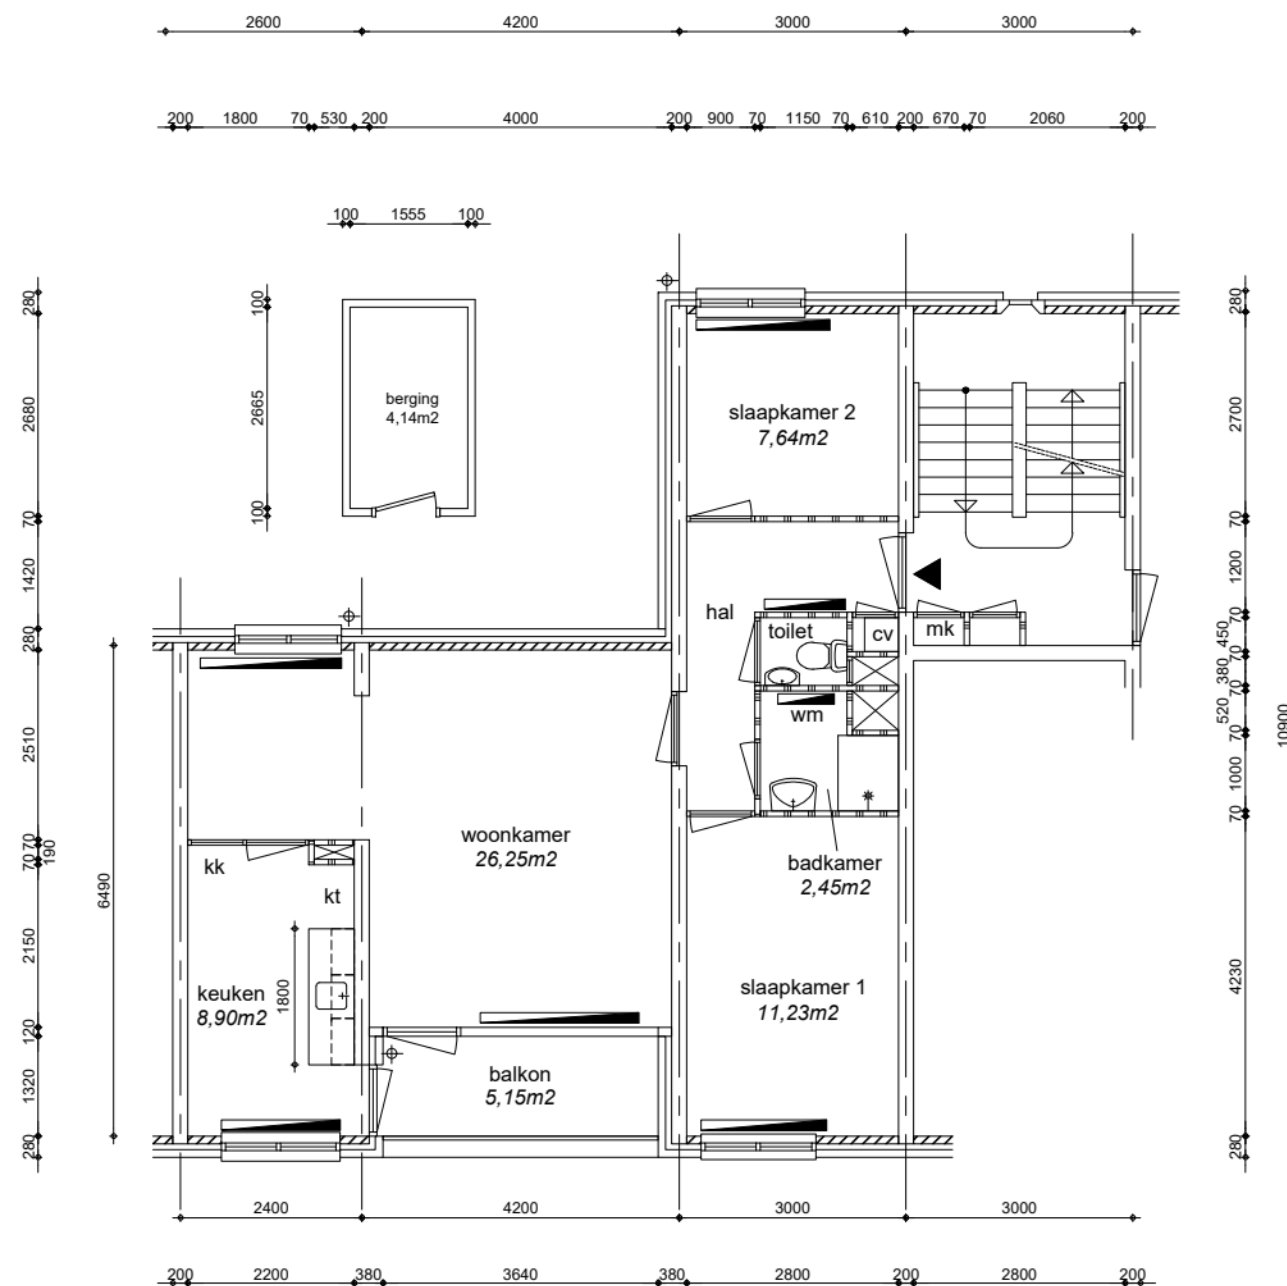 2600 4200 3000 3000
200 1800 70 530 200 4000 200 900 70 1150 70 610 200 670 70 2060 200
100 1555 100
280
2680
70
1420
280
2510
70
190
70
2150
120
1320
280
6490
100
2665
100
berging
4,14m2
slaapkamer 2
7,64m2
hal
toilet
cv
mk
wm
woonkamer
26,25m2
badkamer
2,45m2
kk
kt
keuken
8,90m2
1800
slaapkamer 1
11,23m2
balkon
5,15m2
280
2700
70
1200
70
450
70
380
70
520
70
1000
70
4230
280
10900
2400 4200 3000 3000
200 2200 380 3640 380 2800 200 2800 200